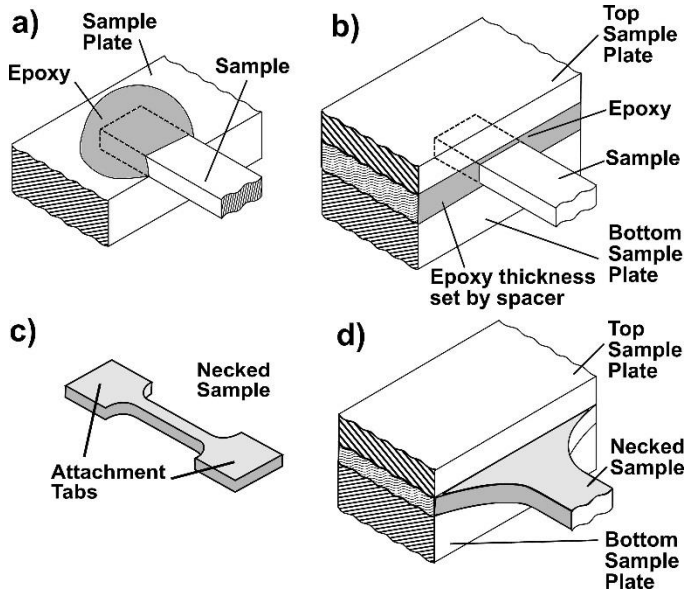 a)
Sample
Plate
Epoxy
Sample
b)
Top
Sample
Plate
Epoxy
Sample
Bottom
Sample
Plate
Epoxy thickness
set by spacer
c)
Necked
Sample
Attachment
Tabs
d)
Top
Sample
Plate
Necked
Sample
Bottom
Sample
Plate